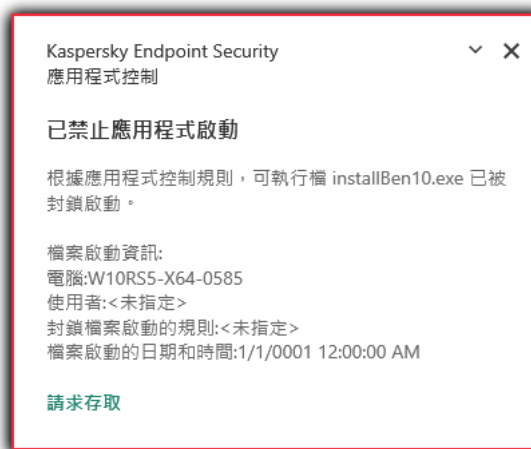 Kaspersky Endpoint Security
應用程式控制
已禁止應用程式啟動
根據應用程式控制規則，可執行檔 installBen10.exe 已被
封鎖啟動。
檔案啟動資訊:
電腦:W10RS5-X64-0585
使用者:<未指定>
封鎖檔案啟動的規則:<未指定>
檔案啟動的日期和時間:1/1/0001 12:00:00 AM
請求存取